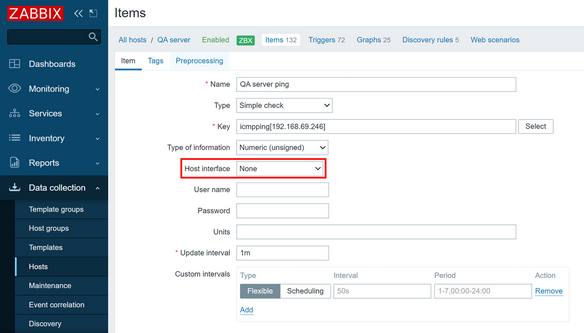 ZABBIX
Items
All hosts / QA server Enabled ZBX Items 132 Triggers 72 Graphs 25 Discovery rules 5 Web scenarios
Item Tags Preprocessing
Dashboards
Monitoring
Services
Inventory
Reports
Data collection
Template groups
Host groups
Templates
Hosts
Maintenance
Event correlation
Discovery
* Name QA server ping
Type Simple check
* Key icmpping[192.168.69.246] Select
Type of information Numeric (unsigned)
Host interface None
User name
Password
Units
* Update interval 1m
Custom intervals Type Interval Period Action
Flexible Scheduling 50s 1-7,00:00-24:00 Remove
Add